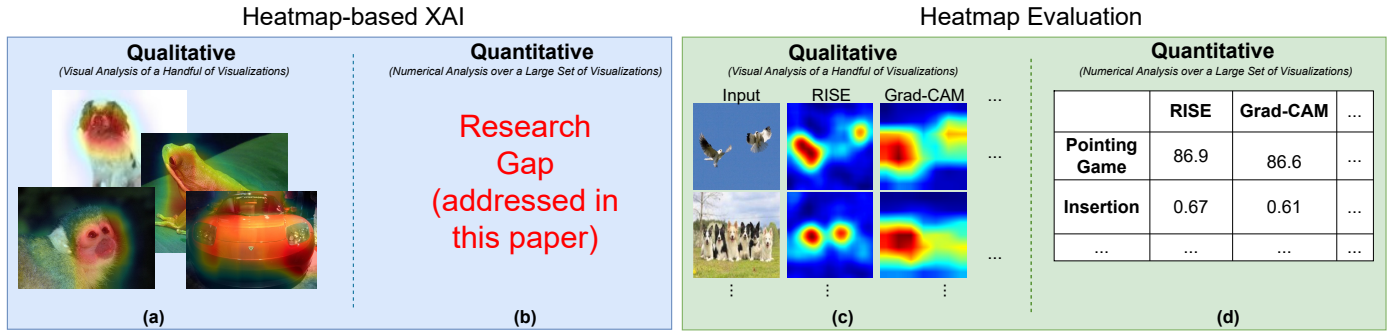 Heatmap-based XAI
Qualitative
(Visual Analysis of a Handful of Visualizations)
(a)
Quantitative
(Numerical Analysis over a Large Set of Visualizations)
Research
Gap
(addressed in
this paper)
(b)
Heatmap Evaluation
Qualitative
(Visual Analysis of a Handful of Visualizations)
Input RISE Grad-CAM ...
...
...
⋮ ⋮ ⋮
(c)
Quantitative
(Numerical Analysis over a Large Set of Visualizations)
RISE Grad-CAM ...
Pointing
Game 86.9 86.6 ...
Insertion 0.67 0.61 ...
... ... ... ...
(d)